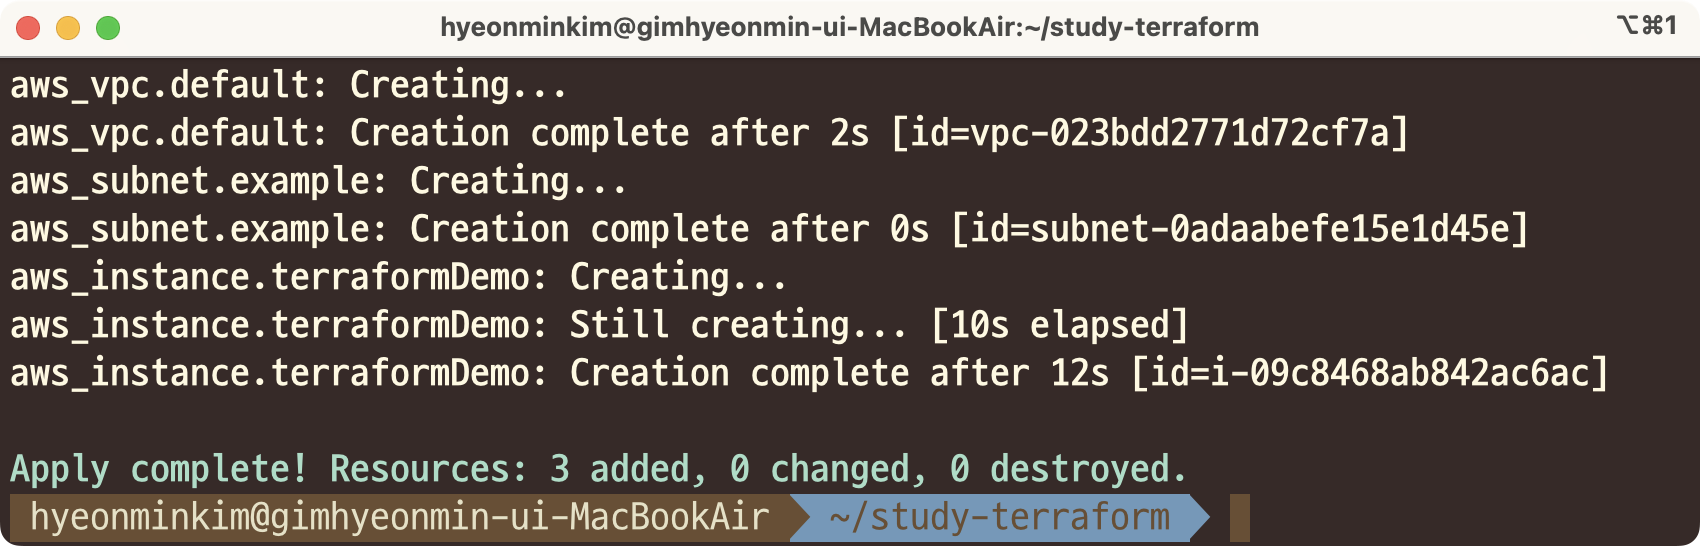 hyeonminkim@gimhyeonmin-ui-MacBookAir:~/study-terraform ⌥⌘1
aws_vpc.default: Creating...
aws_vpc.default: Creation complete after 2s [id=vpc-023bdd2771d72cf7a]
aws_subnet.example: Creating...
aws_subnet.example: Creation complete after 0s [id=subnet-0adaabefe15e1d45e]
aws_instance.terraformDemo: Creating...
aws_instance.terraformDemo: Still creating... [10s elapsed]
aws_instance.terraformDemo: Creation complete after 12s [id=i-09c8468ab842ac6ac]
Apply complete! Resources: 3 added, 0 changed, 0 destroyed.
hyeonminkim@gimhyeonmin-ui-MacBookAir ~/study-terraform